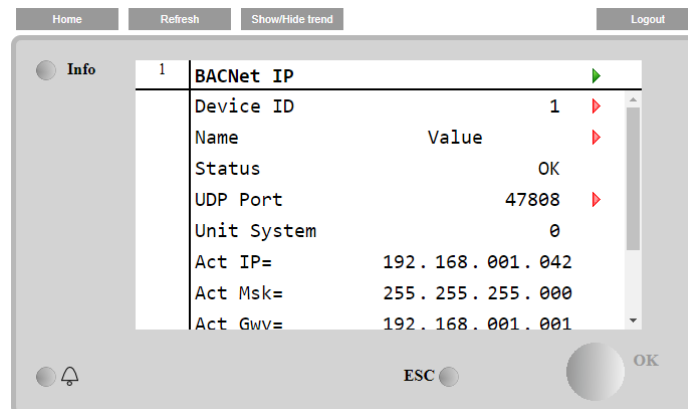 Home Refresh Show/Hide trend Logout
Info 1 BACNet IP
Device ID 1
Name Value
Status OK
UDP Port 47808
Unit System 0
Act IP= 192.168.001.042
Act Msk= 255.255.255.000
Act Gwy= 192.168.001.001
ESC OK